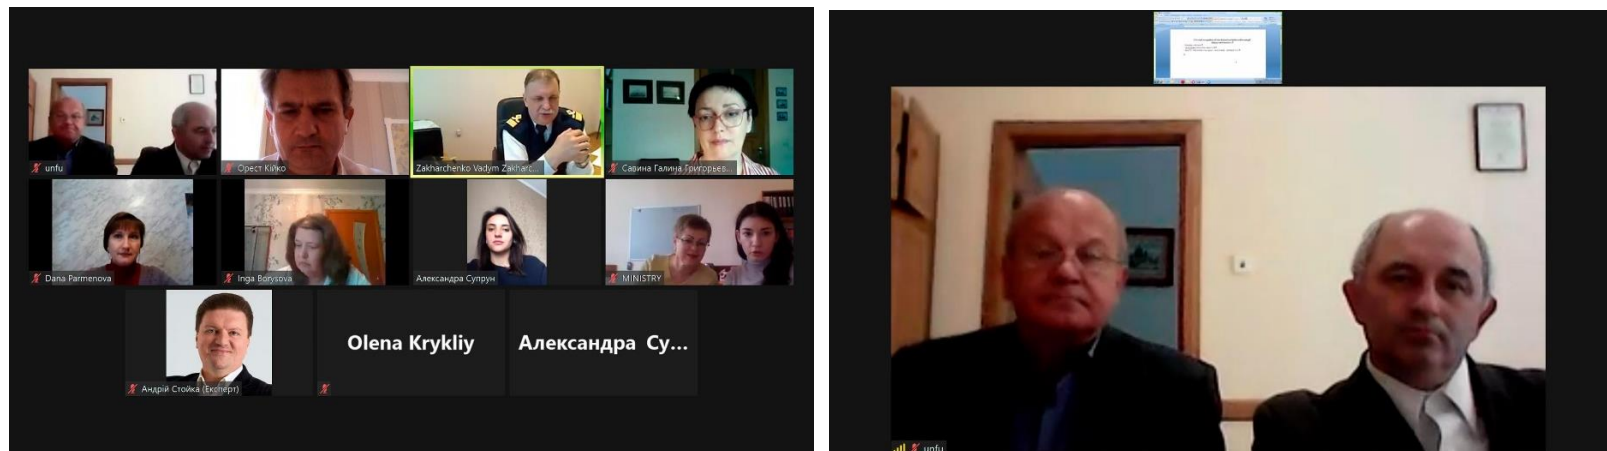 unfu
Орест Кійко
Zakharchenko Vadym Zakharc...
Савина Галина Григорьев...
Dana Parmenova
Inga Borysova
Александра Супрун
MINISTRY
Андрій Стойка (Експерт)
Olena Krykliy
Александра Су...
unfu